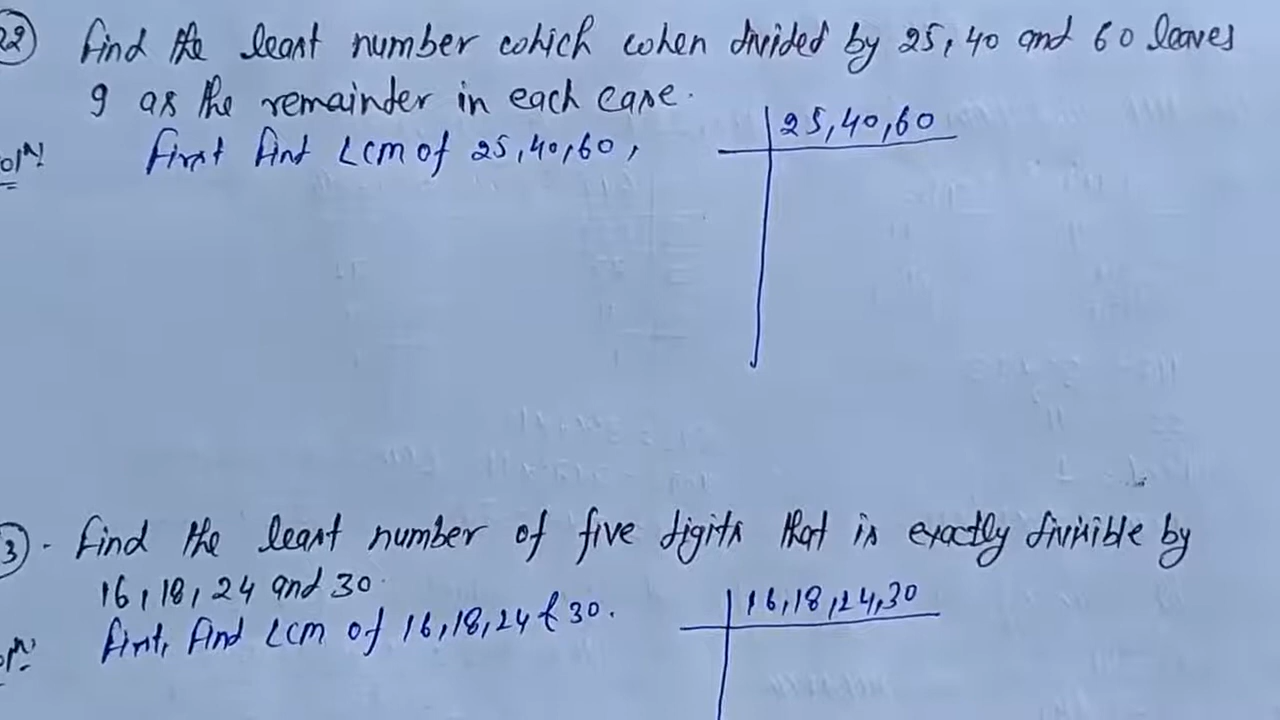 22) Find the least number which when divided by 25, 40 and 60 leaves
9 as the remainder in each case.
Soln! First find LCM of 25, 40, 60,
25, 40, 60
3) - Find the least number of five digits that is exactly divisible by
16, 18, 24 and 30.
First, Find LCM of 16, 18, 24 & 30.
16, 18, 24, 30